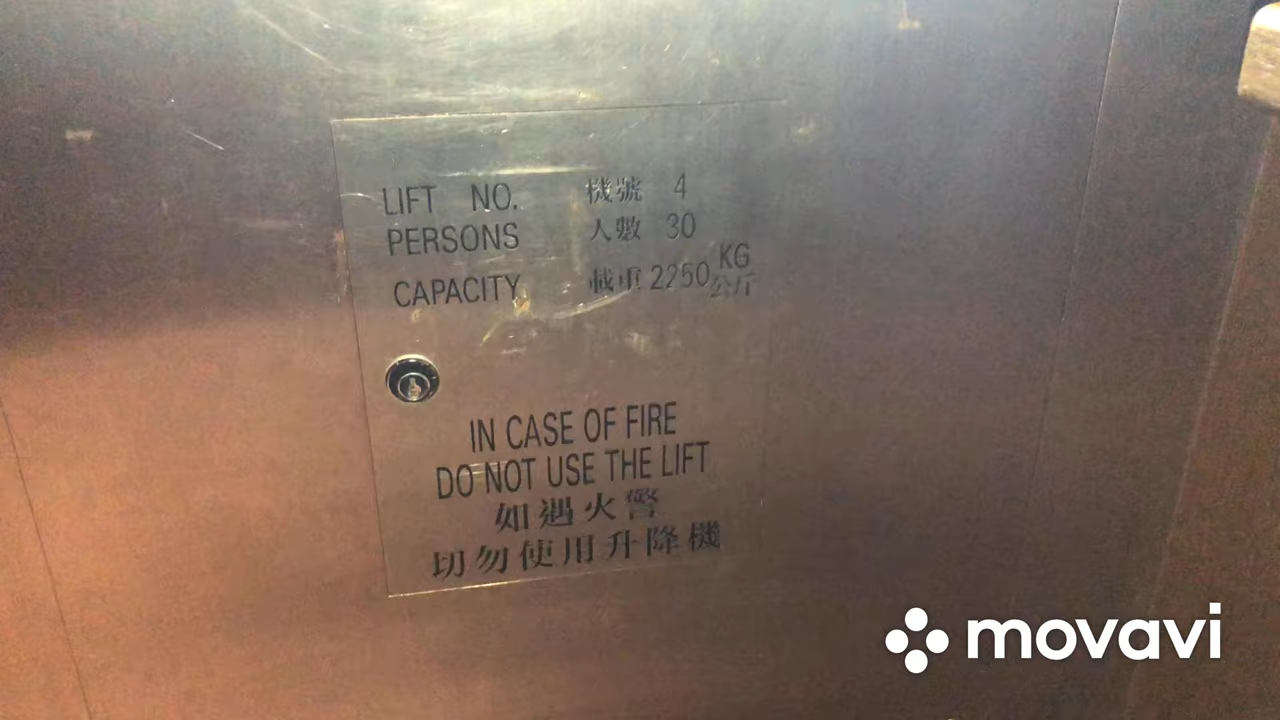 LIFT NO. 機號 4
PERSONS 人數 30
CAPACITY 載重 2250 KG 公斤
IN CASE OF FIRE
DO NOT USE THE LIFT
如遇火警
切勿使用升降機
movavi